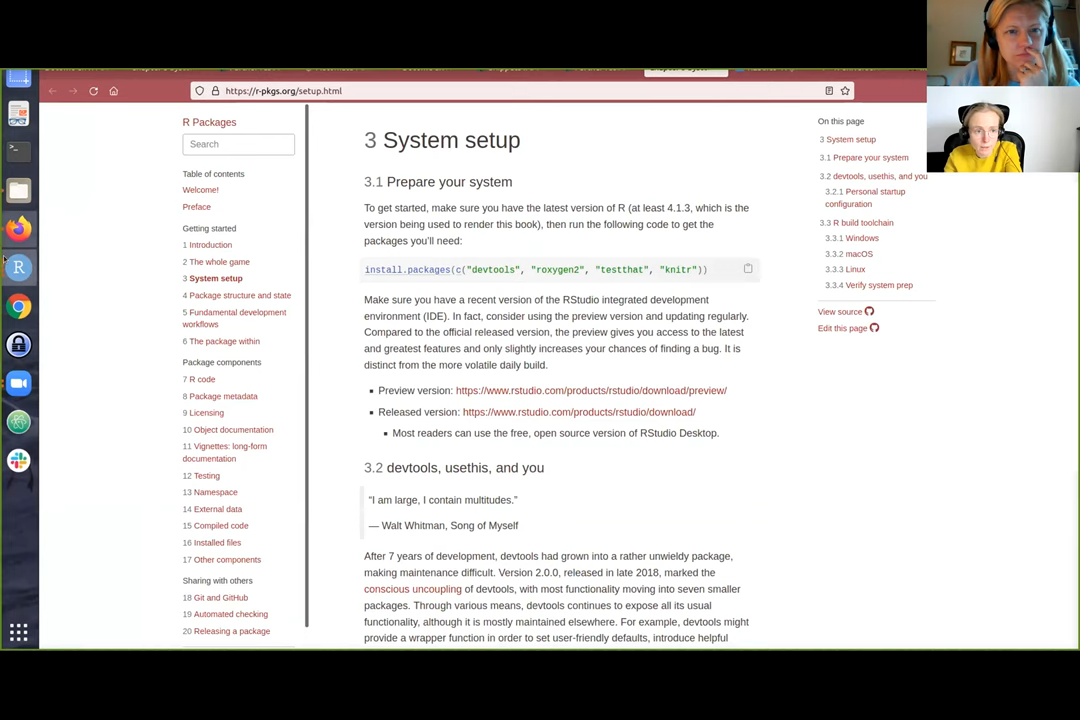 https://r-pkgs.org/setup.html
R Packages
Search
Table of contents
Welcome!
Preface
Getting started
1 Introduction
2 The whole game
3 System setup
4 Package structure and state
5 Fundamental development
workflows
6 The package within
Package components
7 R code
8 Package metadata
9 Licensing
10 Object documentation
11 Vignettes: long-form
documentation
12 Testing
13 Namespace
14 External data
15 Compiled code
16 Installed files
17 Other components
Sharing with others
18 Git and GitHub
19 Automated checking
20 Releasing a package
3 System setup
3.1 Prepare your system
To get started, make sure you have the latest version of R (at least 4.1.3, which is the
version being used to render this book), then run the following code to get the
packages you'll need:
install.packages(c("devtools", "roxygen2", "testthat", "knitr"))
Make sure you have a recent version of the RStudio integrated development
environment (IDE). In fact, consider using the preview version and updating regularly.
Compared to the official released version, the preview gives you access to the latest
and greatest features and only slightly increases your chances of finding a bug. It is
distinct from the more volatile daily build.
Preview version: https://www.rstudio.com/products/rstudio/download/preview/
Released version: https://www.rstudio.com/products/rstudio/download/
Most readers can use the free, open source version of RStudio Desktop.
3.2 devtools, usethis, and you
“I am large, I contain multitudes.”
— Walt Whitman, Song of Myself
After 7 years of development, devtools had grown into a rather unwieldy package,
making maintenance difficult. Version 2.0.0, released in late 2018, marked the
conscious uncoupling of devtools, with most functionality moving into seven smaller
packages. Through various means, devtools continues to expose all its usual
functionality, although it is mostly maintained elsewhere. For example, devtools might
provide a wrapper function in order to set user-friendly defaults, introduce helpful
On this page
3 System setup
3.1 Prepare your system
3.2 devtools, usethis, and you
3.2.1 Personal startup
configuration
3.3 R build toolchain
3.3.1 Windows
3.3.2 macOS
3.3.3 Linux
3.3.4 Verify system prep
View source
Edit this page
R
zoom